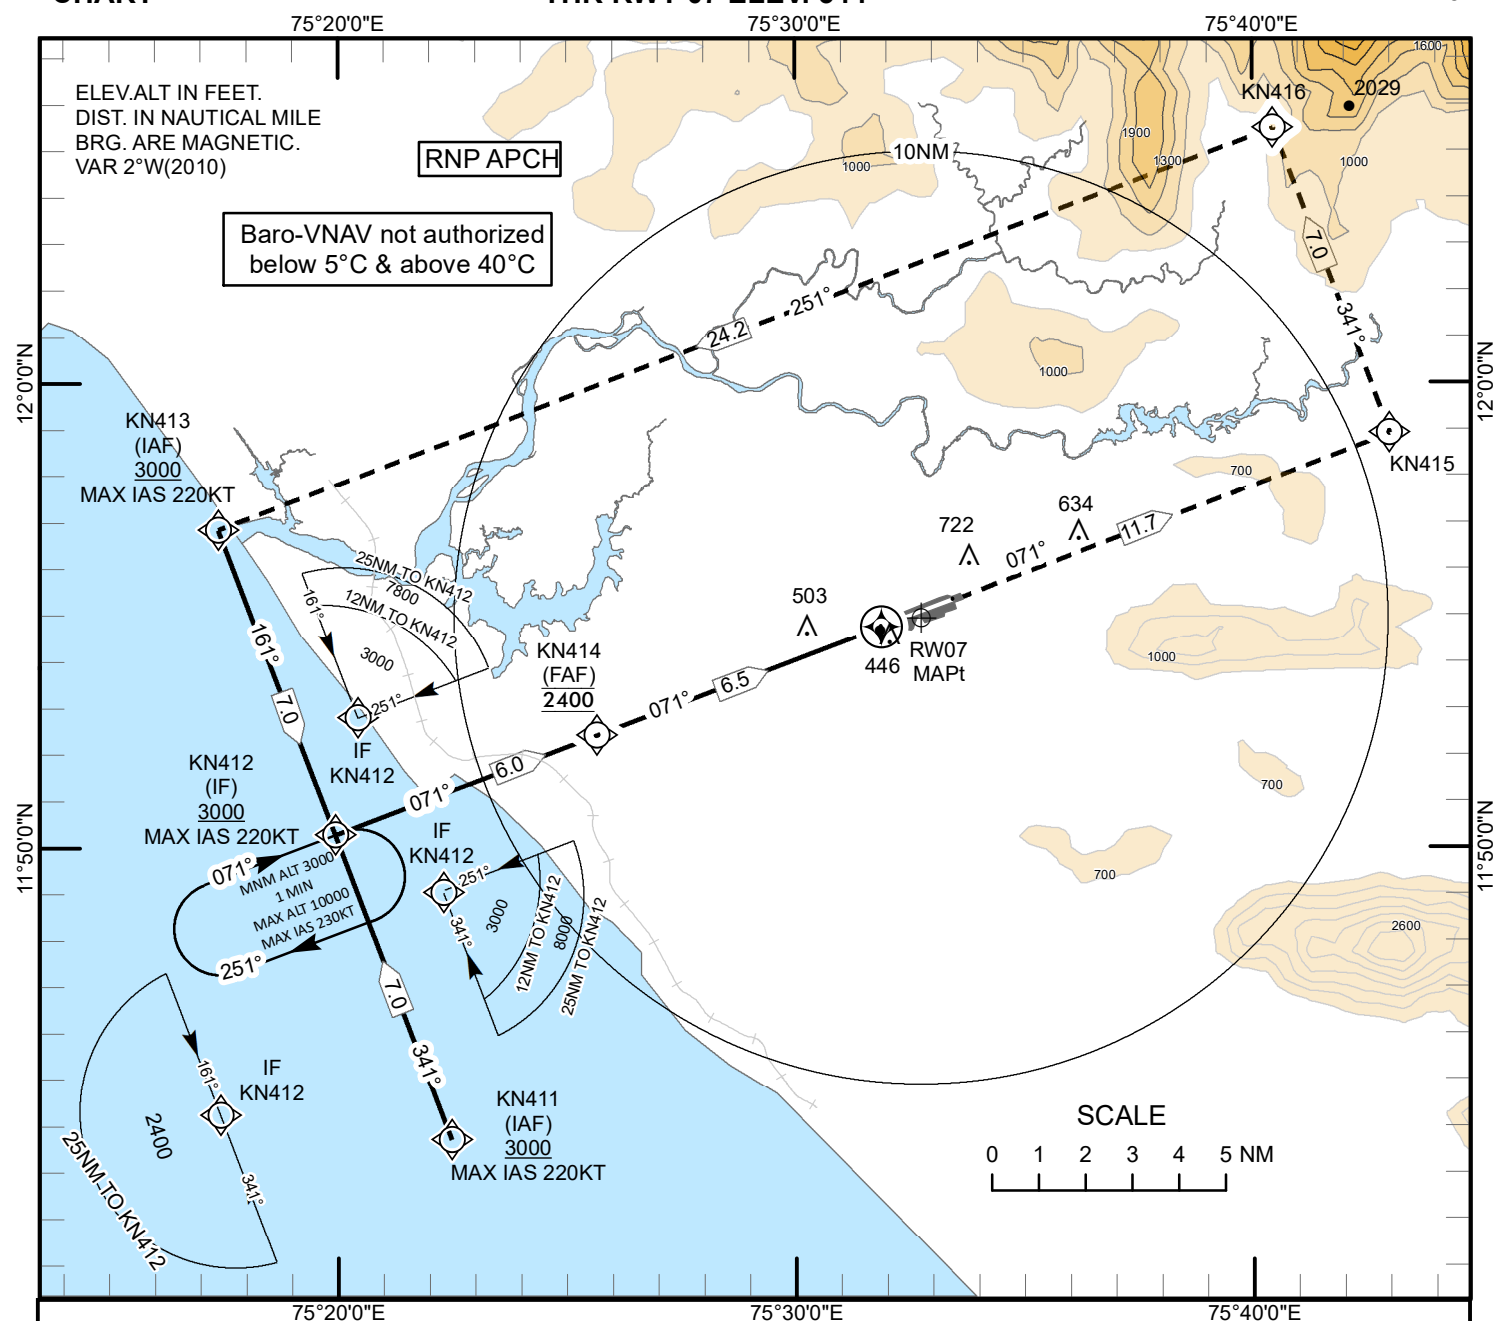 75°20'0"E
75°30'0"E
75°40'0"E
1600
ELEV.ALT IN FEET.
DIST. IN NAUTICAL MILE
BRG. ARE MAGNETIC.
VAR 2°W(2010)
RNP APCH
Baro-VNAV not authorized
below 5°C & above 40°C
10NM
KN416
2029
1900
1300
1000
1000
7.0
341°
251°
24.2
1000
12°0'0"N
12°0'0"N
KN413
(IAF)
3000
MAX IAS 220KT
KN415
700
634
722
11.7
071°
503
25NM TO KN412
7800
12NM TO KN412
161°
3000
251°
IF
KN412
161°
7.0
KN414
(FAF)
2400
446
RW07
MAPt
1000
071°
6.5
6.0
071°
KN412
(IF)
3000
MAX IAS 220KT
700
700
11°50'0"N
11°50'0"N
IF
KN412
251°
341°
3000
12NM TO KN412
8000
25NM TO KN412
071°
MNM ALT 3000
1 MIN
MAX ALT 10000
MAX IAS 230KT
251°
2600
7.0
341°
IF
KN412
161°
2400
341°
25NM TO KN412
KN411
(IAF)
3000
MAX IAS 220KT
SCALE
0 1 2 3 4 5 NM
75°20'0"E
75°30'0"E
75°40'0"E